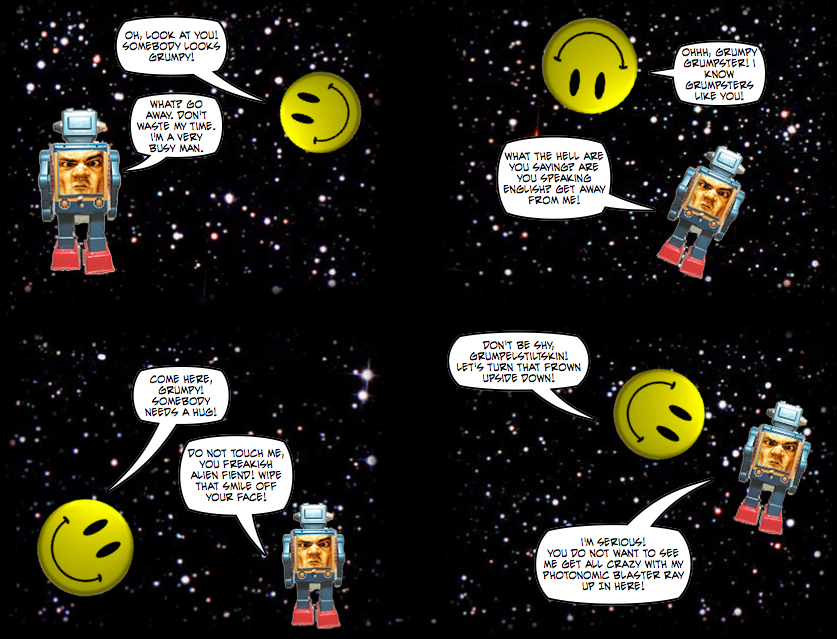 OH, LOOK AT YOU!
SOMEBODY LOOKS
GRUMPY!
WHAT? GO
AWAY. DON'T
WASTE MY TIME.
I'M A VERY
BUSY MAN.
OHHH, GRUMPY
GRUMPSTER! I
KNOW
GRUMPSTERS
LIKE YOU!
WHAT THE HELL ARE
YOU SAYING? ARE
YOU SPEAKING
ENGLISH? GET AWAY
FROM ME!
COME HERE,
GRUMPY!
SOMEBODY
NEEDS A HUG!
DO NOT TOUCH ME,
YOU FREAKISH
ALIEN FIEND! WIPE
THAT SMILE OFF
YOUR FACE!
DON'T BE SHY,
GRUMPELSTILTSKIN!
LET'S TURN THAT FROWN
UPSIDE DOWN!
I'M SERIOUS!
YOU DO NOT WANT TO SEE
ME GET ALL CRAZY WITH MY
PHOTONOMIC BLASTER RAY
UP IN HERE!